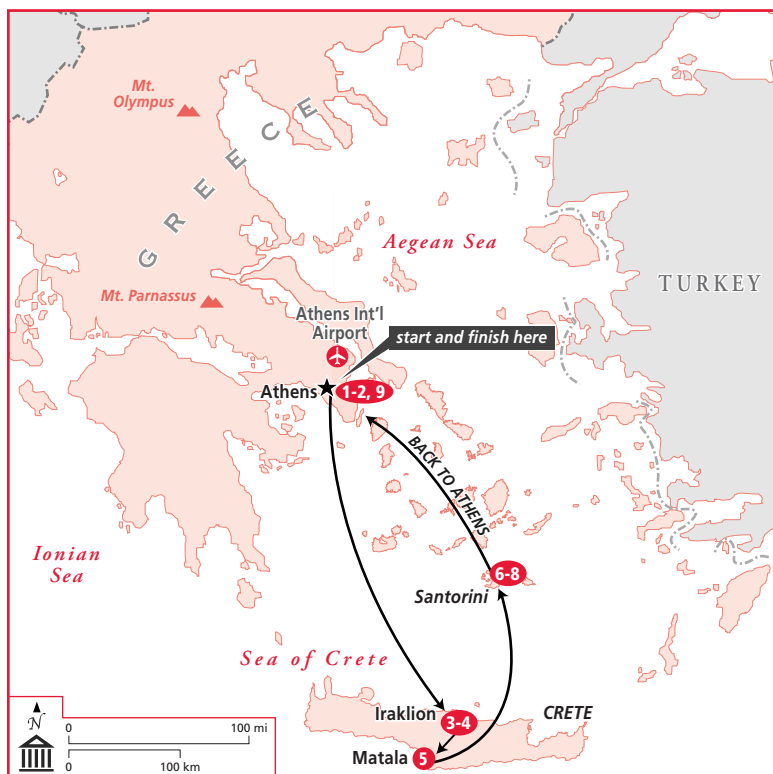 Mt.
Olympus
GREECE
Aegean Sea
TURKEY
Mt. Parnassus
Athens Int'l
Airport
start and finish here
Athens
1-2, 9
BACK TO ATHENS
Ionian
Sea
6-8
Santorini
Sea of Crete
Iraklion
3-4
CRETE
Matala
5
N
0 100 mi
0 100 km